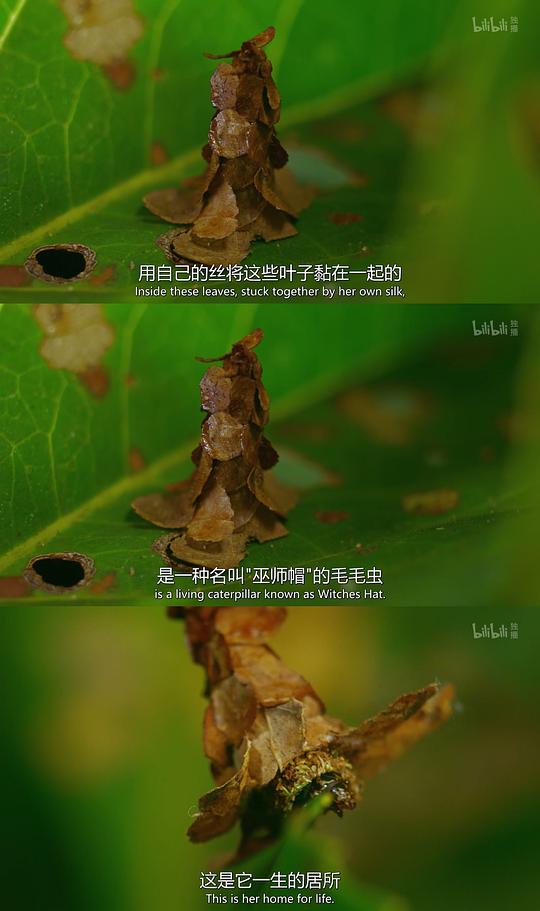 bilibili 独播
用自己的丝将这些叶子黏在一起的
Inside these leaves, stuck together by her own silk,
bilibili 独播
是一种名叫"巫师帽"的毛毛虫
is a living caterpillar known as Witches Hat.
bilibili 独播
这是它一生的居所
This is her home for life.